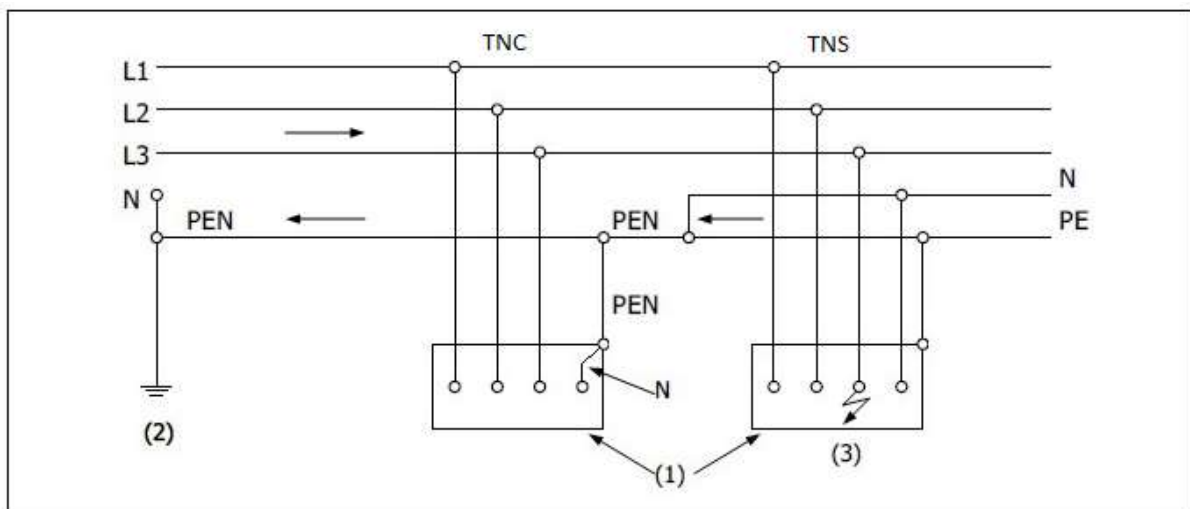 TNC TNS
L1
L2
L3
N N
PEN PEN PE
PEN
N
(2) (3)
(1)